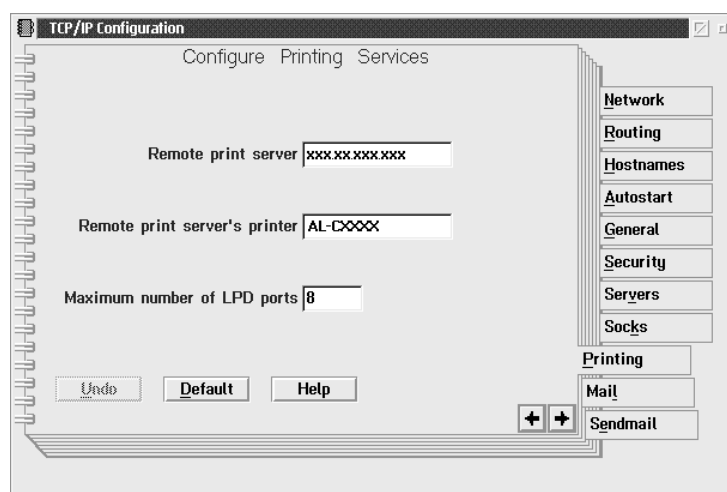 TCP/IP Configuration
Configure Printing Services
Remote print server xxx.xx.xxx.xxx
Remote print server's printer AL-CXXXX
Maximum number of LPD ports 8
Undo Default Help
Network
Routing
Hostnames
Autostart
General
Security
Servers
Socks
Printing
Mail
Sendmail